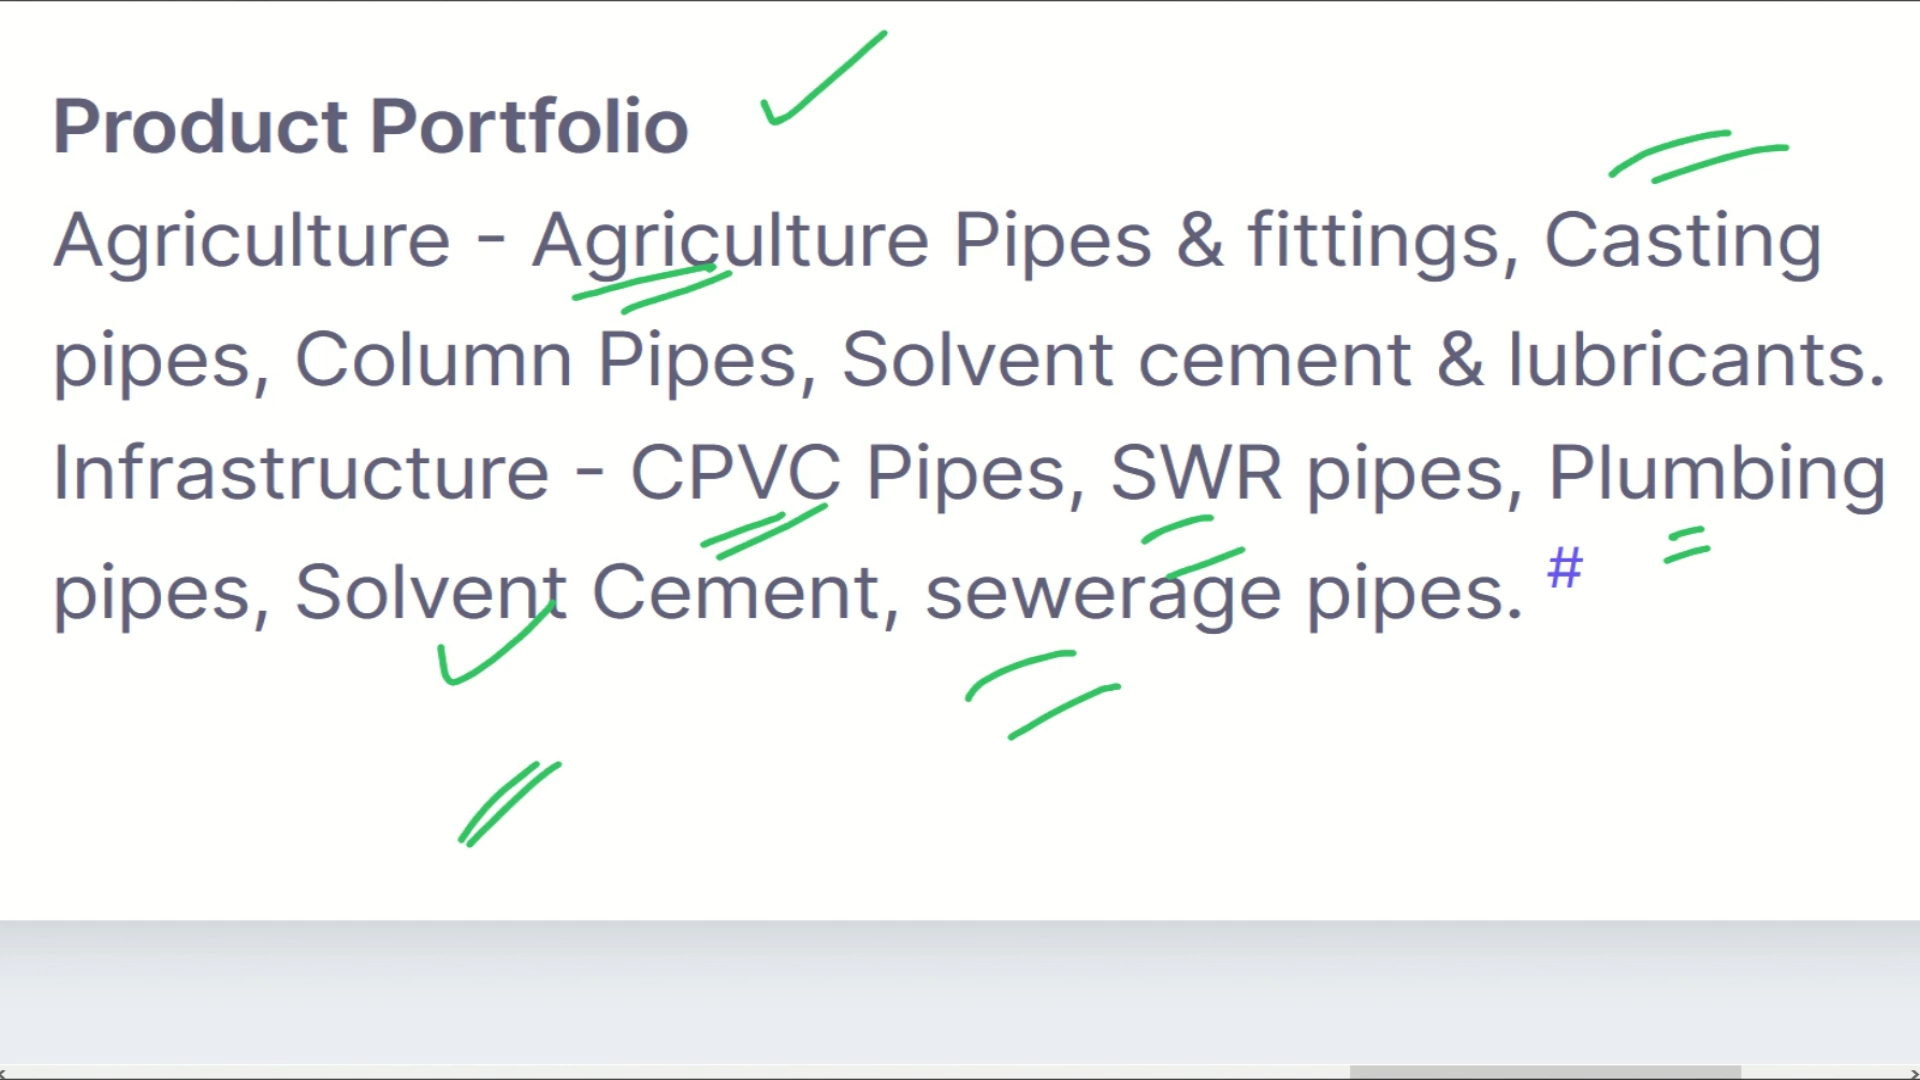 Product Portfolio
Agriculture - Agriculture Pipes & fittings, Casting
pipes, Column Pipes, Solvent cement & lubricants.
Infrastructure - CPVC Pipes, SWR pipes, Plumbing
pipes, Solvent Cement, sewerage pipes. #